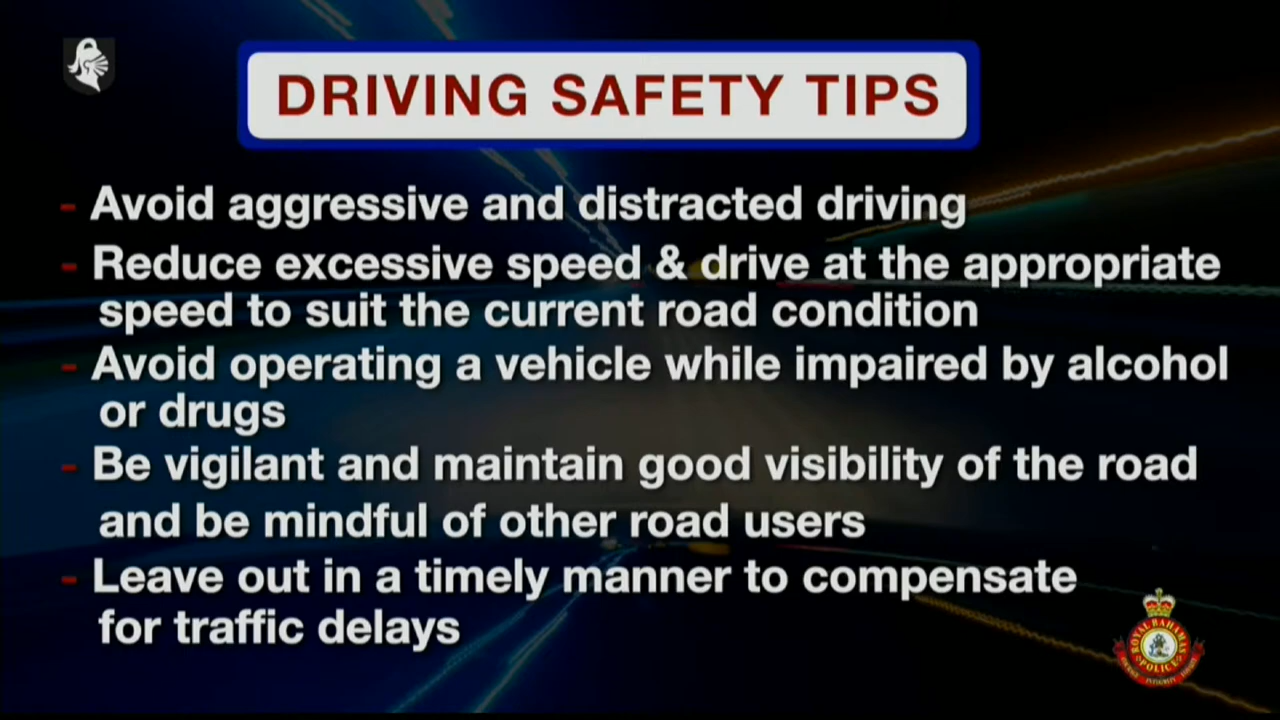 DRIVING SAFETY TIPS
- Avoid aggressive and distracted driving
- Reduce excessive speed & drive at the appropriate
speed to suit the current road condition
- Avoid operating a vehicle while impaired by alcohol
or drugs
- Be vigilant and maintain good visibility of the road
and be mindful of other road users
- Leave out in a timely manner to compensate
for traffic delays
ROYAL BAHAMAS
POLICE